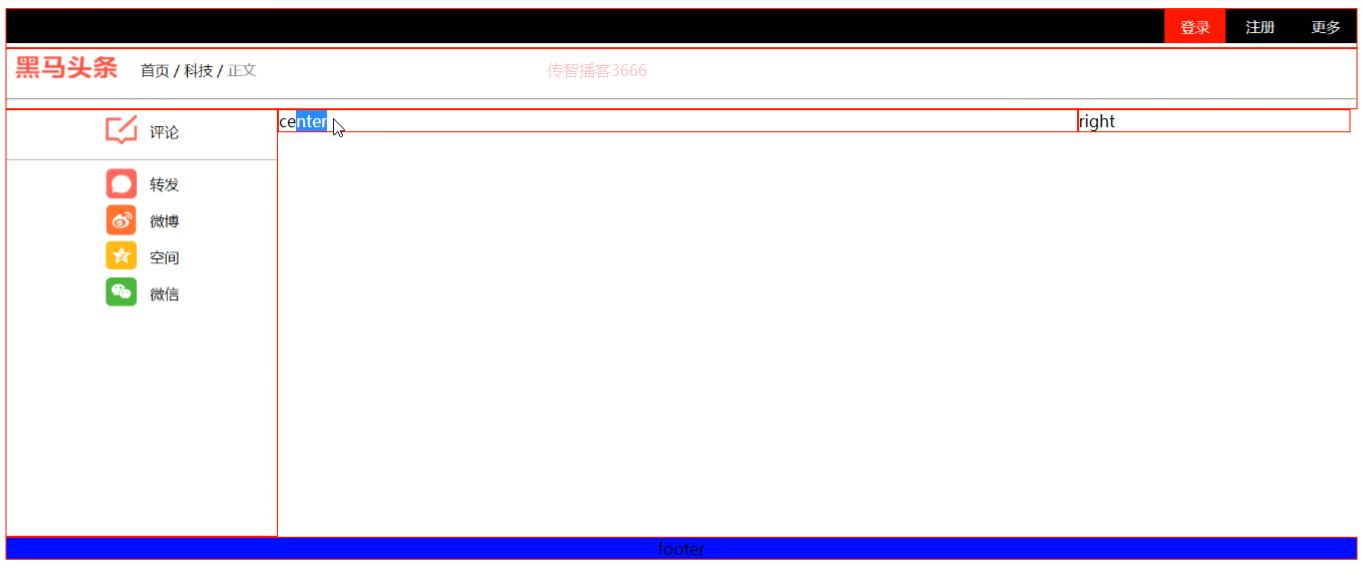 登录 注册 更多
黑马头条 首页 / 科技 / 正文 传智播客3666
评论 center right
转发
微博
空间
微信
footer